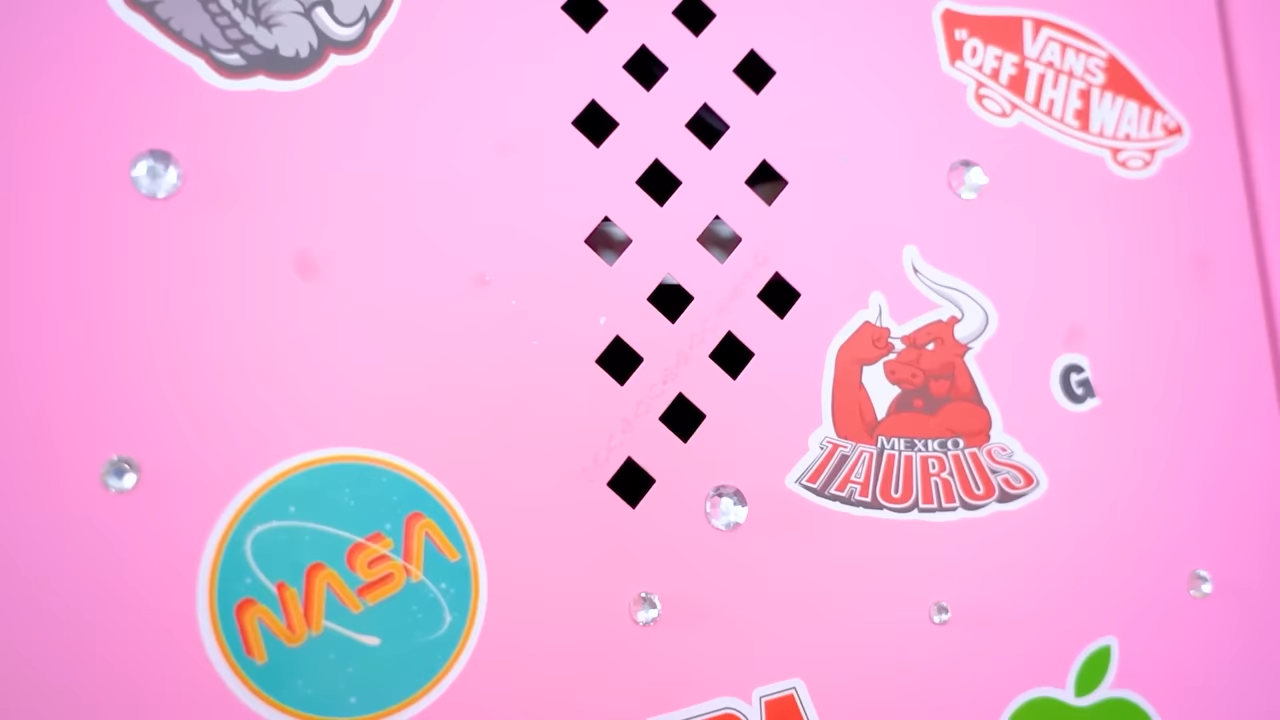 VANS
"OFF THE WALL"
G
MEXICO
TAURUS
NASA